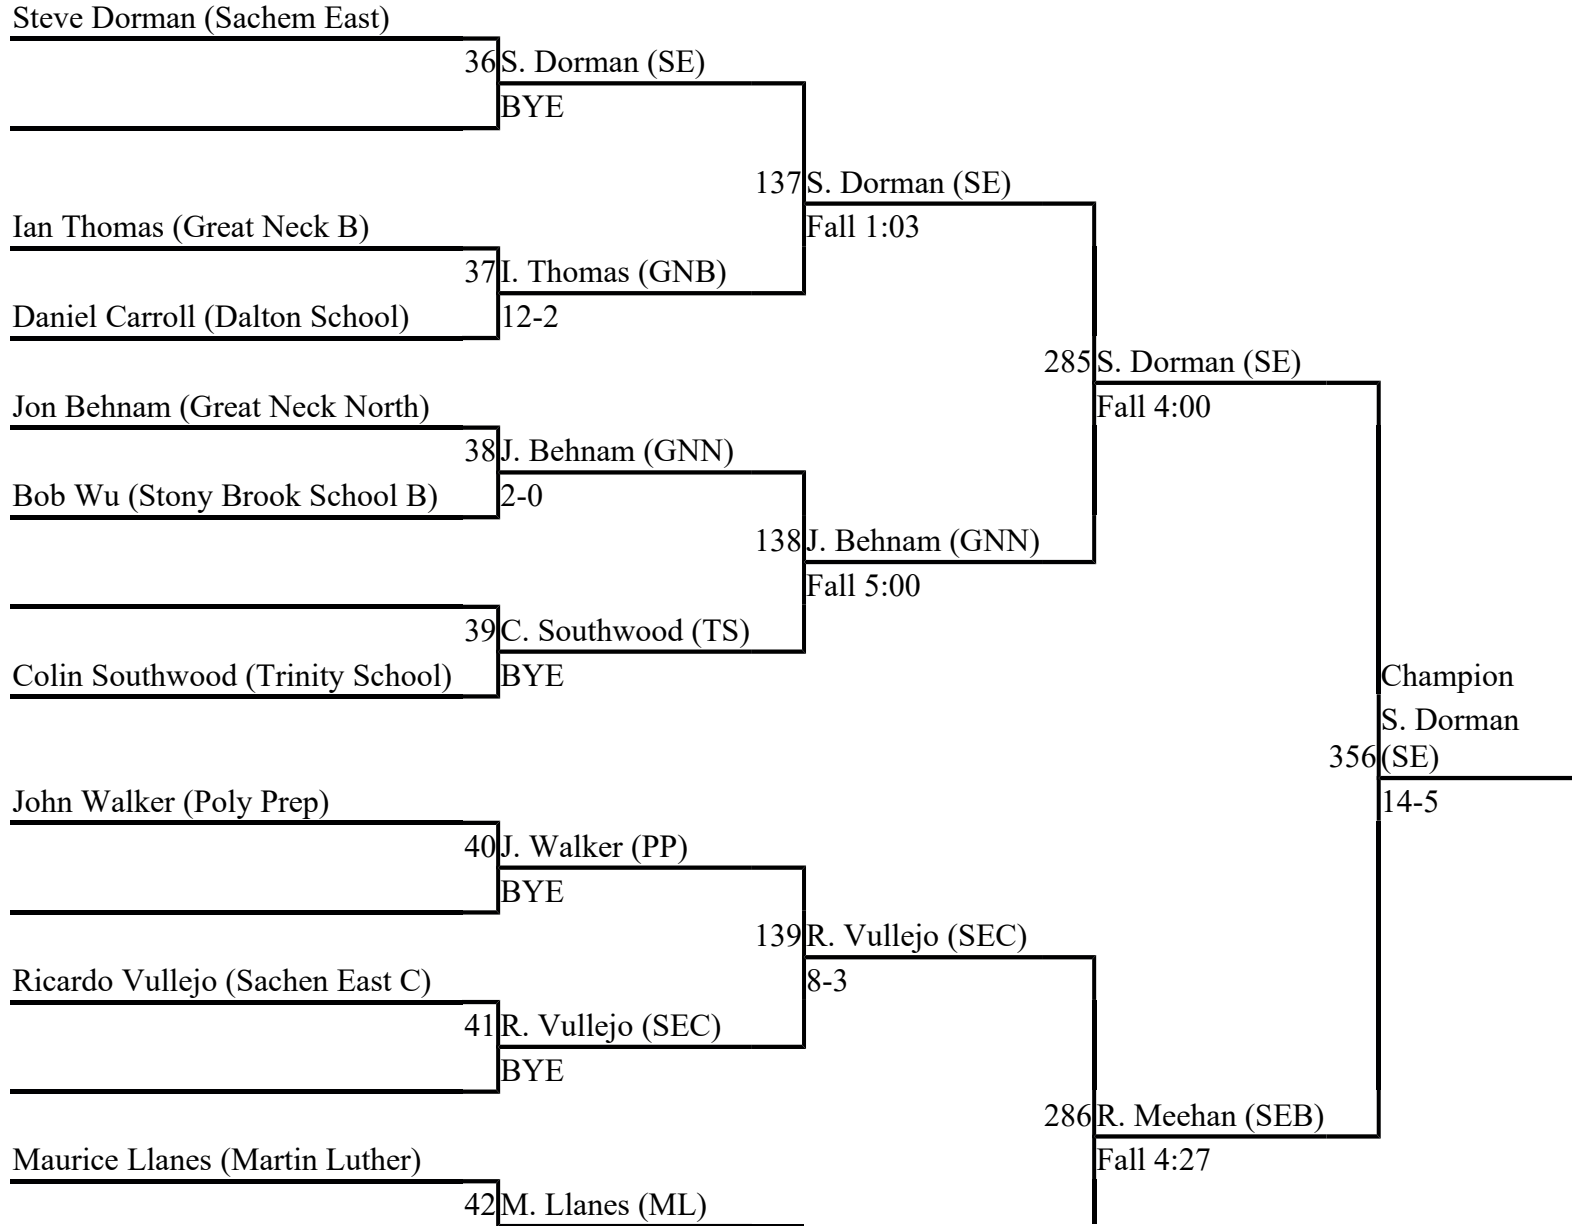 Steve Dorman (Sachem East)
36 S. Dorman (SE)
BYE
137 S. Dorman (SE)
Ian Thomas (Great Neck B)
Fall 1:03
37 I. Thomas (GNB)
Daniel Carroll (Dalton School)
12-2
285 S. Dorman (SE)
Jon Behnam (Great Neck North)
Fall 4:00
38 J. Behnam (GNN)
Bob Wu (Stony Brook School B)
2-0
138 J. Behnam (GNN)
Fall 5:00
39 C. Southwood (TS)
Colin Southwood (Trinity School)
BYE
Champion
S. Dorman
356 (SE)
John Walker (Poly Prep)
14-5
40 J. Walker (PP)
BYE
139 R. Vullejo (SEC)
Ricardo Vullejo (Sachen East C)
8-3
41 R. Vullejo (SEC)
BYE
286 R. Meehan (SEB)
Maurice Llanes (Martin Luther)
Fall 4:27
42 M. Llanes (ML)